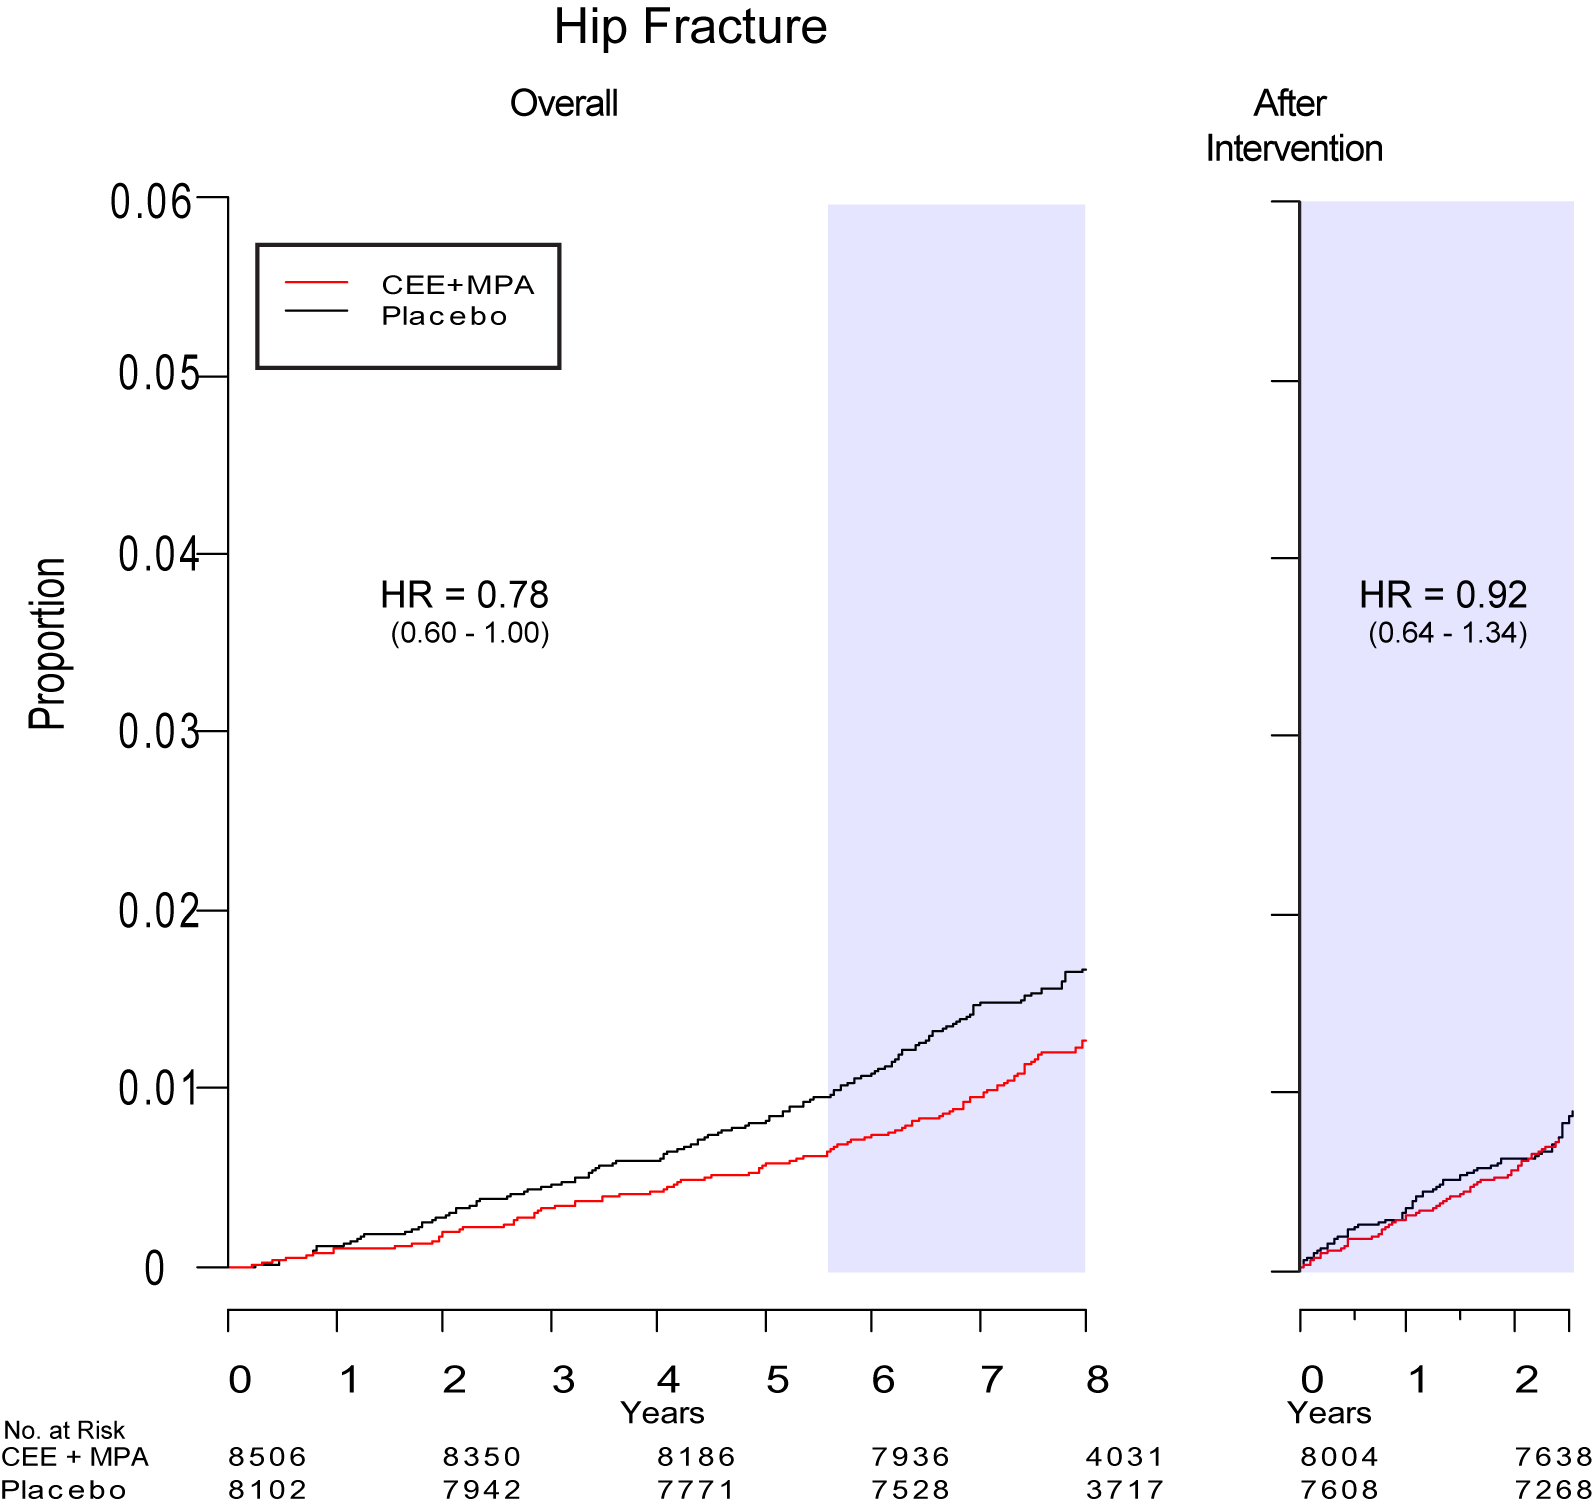 Hip Fracture
Overall
After
Intervention
0.06
CEE+MPA
Placebo
0.05
0.04
HR = 0.78
(0.60 - 1.00)
HR = 0.92
(0.64 - 1.34)
Proportion
0.03
0.02
0.01
0
0 1 2 3 4 5 6 7 8 0 1 2
Years Years
No. at Risk
CEE + MPA 8506 8350 8186 7936 4031 8004 7638
Placebo 8102 7942 7771 7528 3717 7608 7268